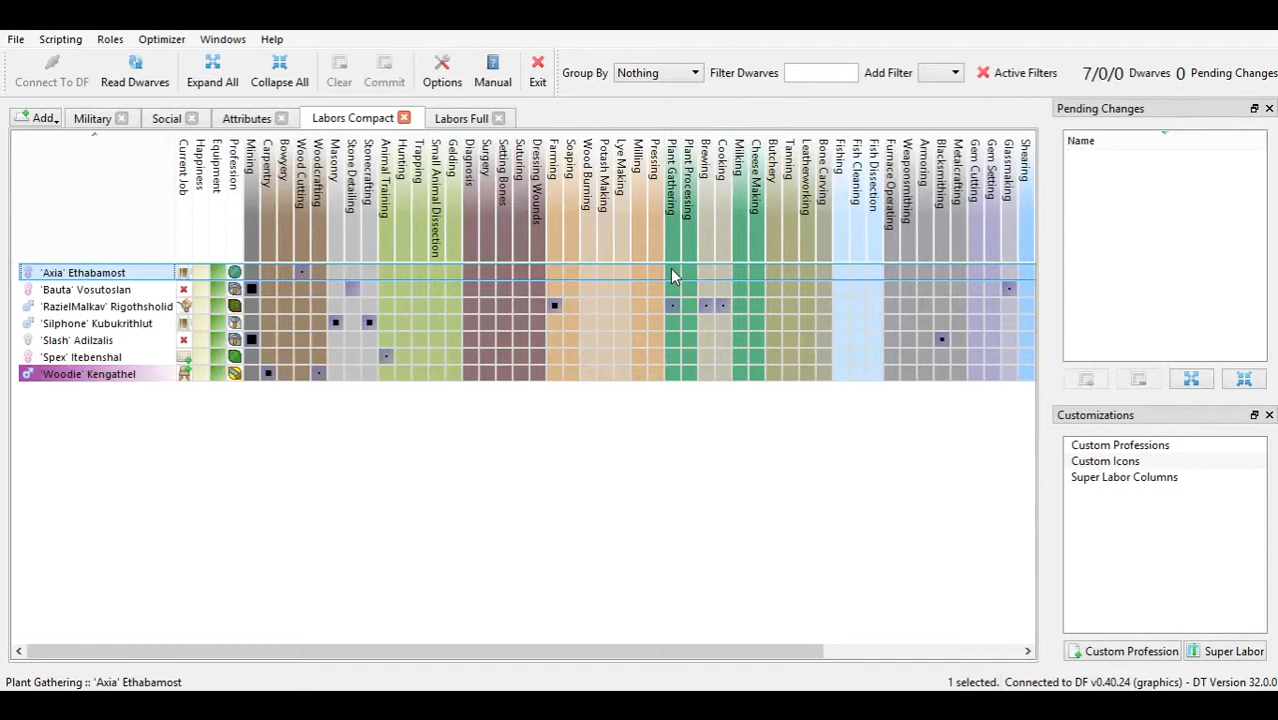 File Scripting Roles Optimizer Windows Help
Connect To DF Read Dwarves Expand All Collapse All Clear Commit Options Manual Exit Group By Nothing Filter Dwarves Add Filter Active Filters 7/0/0 Dwarves 0 Pending Changes
Add Military Social Attributes Labors Compact Labors Full
Pending Changes
Name
Current Job
Happiness
Equipment
Profession
Mining
Carpentry
Bowyery
Wood Cutting
Woodcrafting
Masonry
Stone Detailing
Stonecrafting
Animal Training
Hunting
Trapping
Small Animal Dissection
Gelding
Diagnosis
Surgery
Setting Bones
Suturing
Dressing Wounds
Farming
Soaping
Wood Burning
Potash Making
Lye Making
Milling
Pressing
Plant Gathering
Plant Processing
Brewing
Cooking
Milking
Cheese Making
Butchery
Tanning
Leatherworking
Bone Carving
Fishing
Fish Cleaning
Fish Dissection
Furnace Operating
Weaponsmithing
Armoring
Blacksmithing
Metalcrafting
Gem Cutting
Gem Setting
Glassmaking
Shearing
'Axia' Ethabamost
'Bauta' Vosutoslan
'RazielMalkav' Rigothsholid
'Silphone' Kubukrithlut
'Slash' Adilzalis
'Spex' Itebenshal
'Woodie' Kengathel
Customizations
Custom Professions
Custom Icons
Super Labor Columns
Custom Profession Super Labor
Plant Gathering :: 'Axia' Ethabamost
1 selected. Connected to DF v0.40.24 (graphics) - DT Version 32.0.0